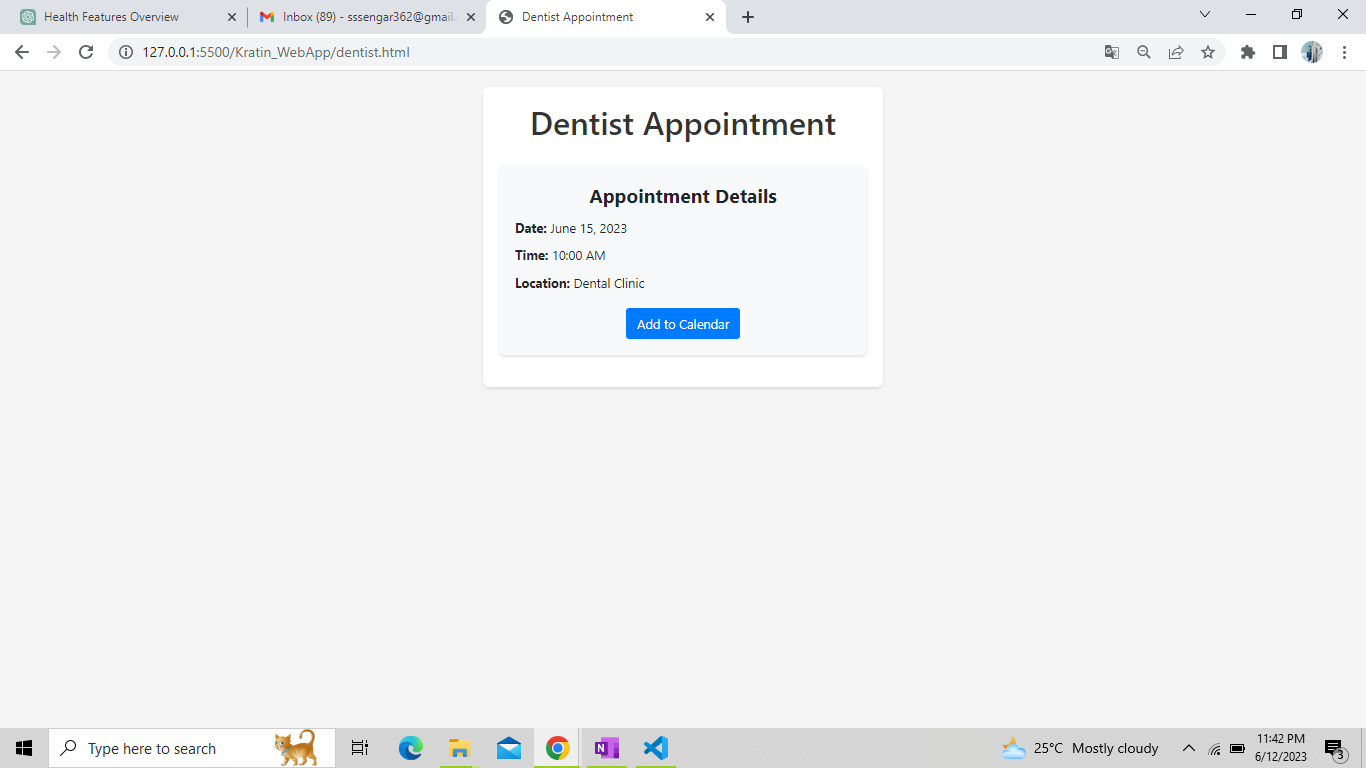 Health Features Overview
Inbox (89) - sssengar362@gmail.
Dentist Appointment
127.0.0.1:5500/Kratin_WebApp/dentist.html
Dentist Appointment
Appointment Details
Date: June 15, 2023
Time: 10:00 AM
Location: Dental Clinic
Add to Calendar
Type here to search
N
25°C Mostly cloudy
11:42 PM
6/12/2023
3